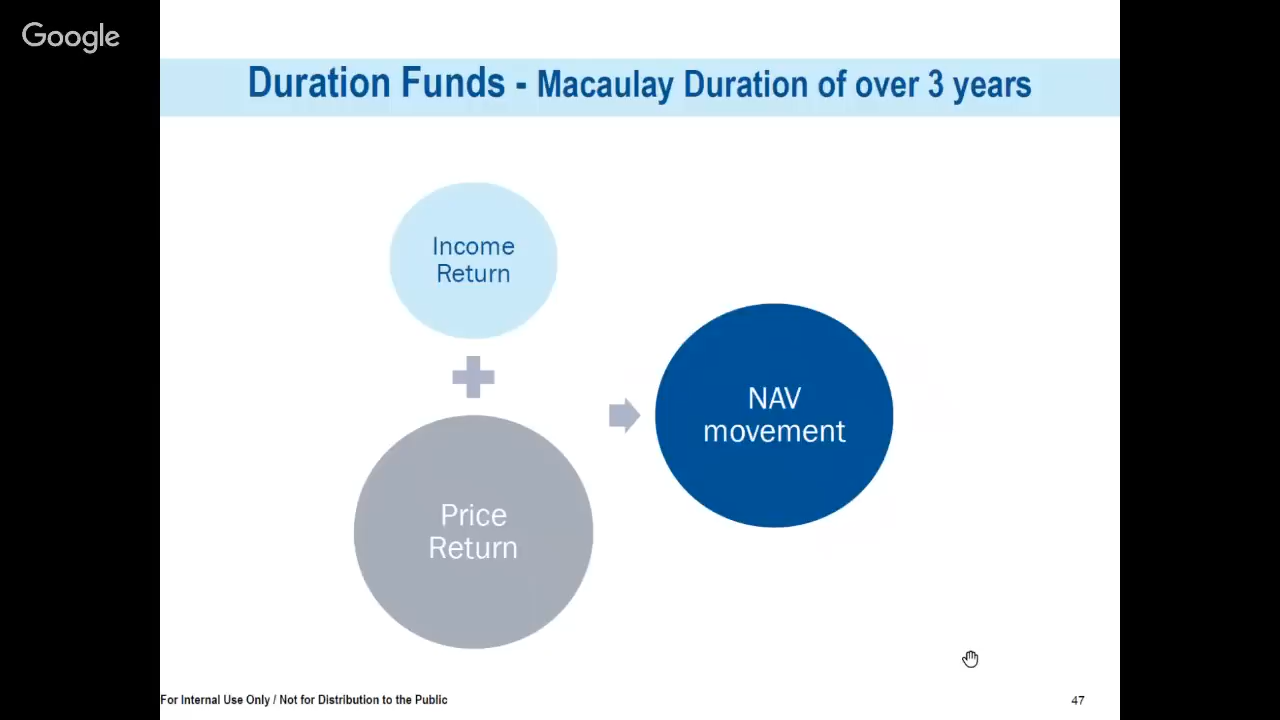 Google
Duration Funds - Macaulay Duration of over 3 years
Income
Return
Price
Return
NAV
movement
For Internal Use Only / Not for Distribution to the Public
47